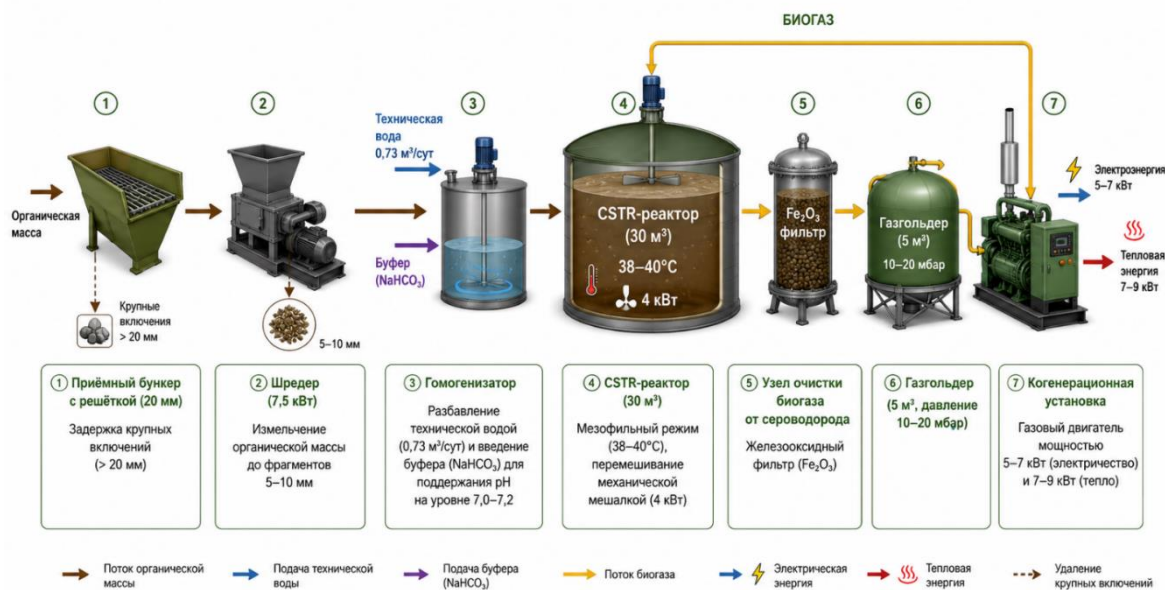 БИОГАЗ
1
2
3
4
5
6
7
Органическая
масса
Крупные
включения
> 20 мм
5–10 мм
Техническая
вода
0,73 м³/сут
Буфер
(NaHCO₃)
CSTR-реактор
(30 м³)
38–40°C
4 кВт
Fe₂O₃
фильтр
Газгольдер
(5 м³)
10–20 мбар
Электроэнергия
5–7 кВт
Тепловая
энергия
7–9 кВт
1 Приёмный бункер
с решёткой (20 мм)
Задержка крупных
включений
(> 20 мм)
2 Шредер
(7,5 кВт)
Измельчение
органической массы
до фрагментов
5–10 мм
3 Гомогенизатор
Разбавление
технической водой
(0,73 м³/сут) и введение
буфера (NaHCO₃) для
поддержания pH
на уровне 7,0–7,2
4 CSTR-реактор
(30 м³)
Мезофильный режим
(38–40°C),
перемешивание
механической
мешалкой (4 кВт)
5 Узел очистки
биогаза
от сероводорода
Железооксидный
фильтр (Fe₂O₃)
6 Газгольдер
(5 м³, давление
10–20 мбар)
7 Когенерационная
установка
Газовый двигатель
мощностью
5–7 кВт (электричество)
и 7–9 кВт (тепло)
Поток органической
массы
Подача технической
воды
Подача буфера
(NaHCO₃)
Поток биогаза
Электрическая
энергия
Тепловая
энергия
Удаление
крупных включений